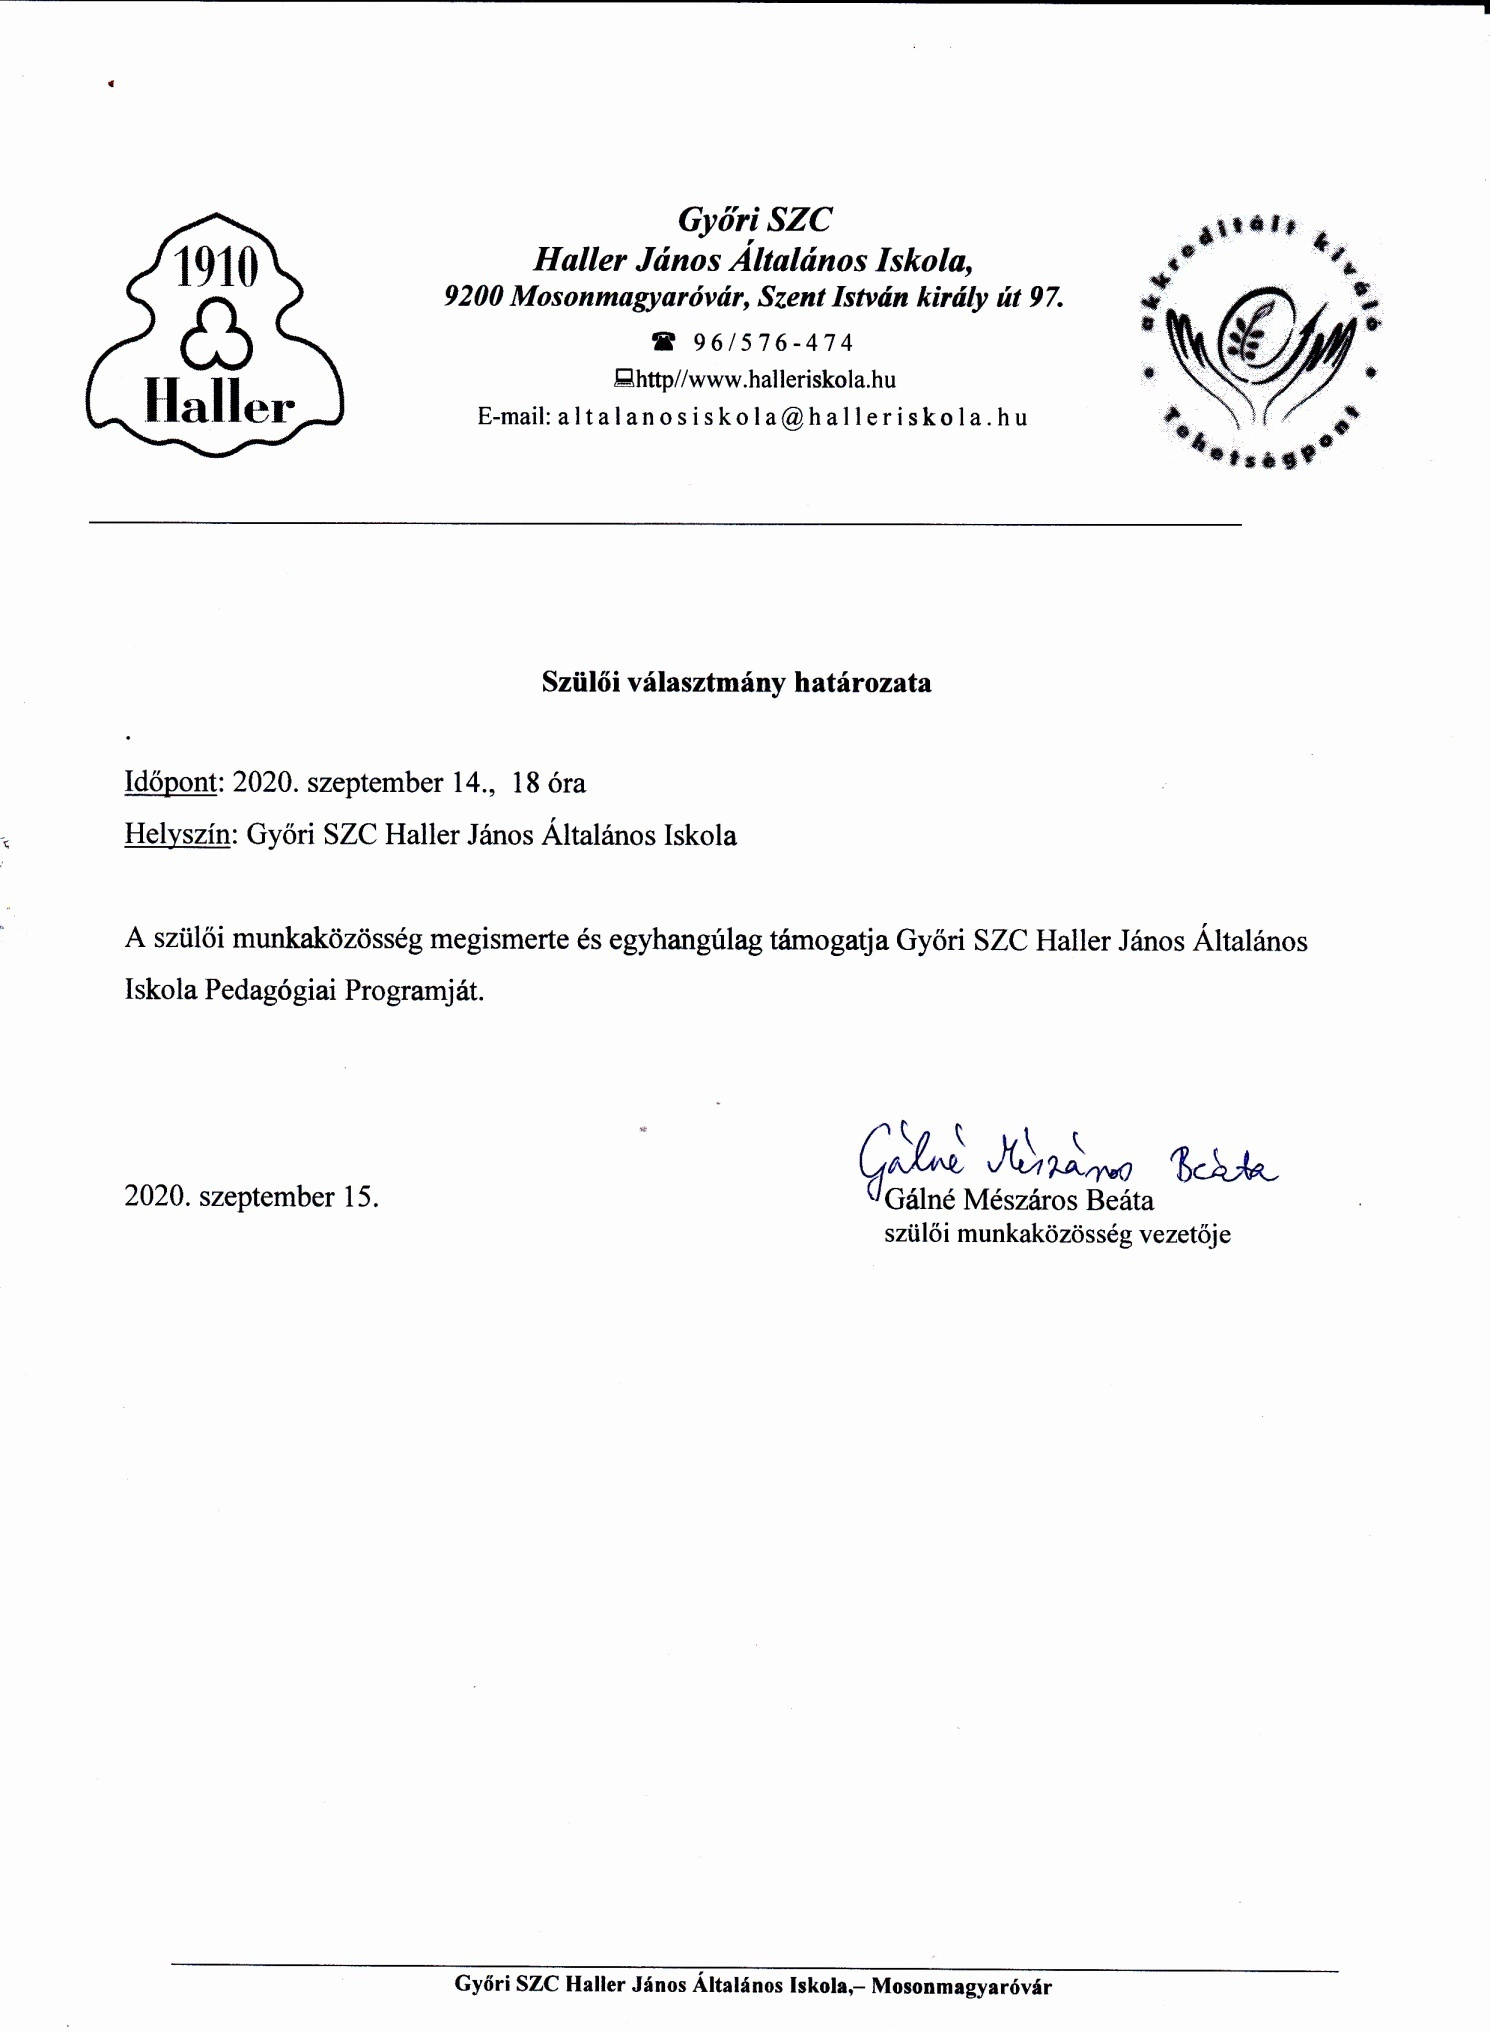 1910
Haller
Győri SZC
Haller János Általános Iskola,
9200 Mosonmagyaróvár, Szent István király út 97.
☎ 96/576-474
http//www.halleriskola.hu
E-mail: altalanosiskola@halleriskola.hu
akkreditált kiváló
• Tehetségpont •
Szülői választmány határozata
.
Időpont: 2020. szeptember 14., 18 óra
Helyszín: Győri SZC Haller János Általános Iskola
A szülői munkaközösség megismerte és egyhangúlag támogatja Győri SZC Haller János Általános
Iskola Pedagógiai Programját.
Gálné Mészáros Beáta
2020. szeptember 15.
Gálné Mészáros Beáta
szülői munkaközösség vezetője
Győri SZC Haller János Általános Iskola,– Mosonmagyaróvár